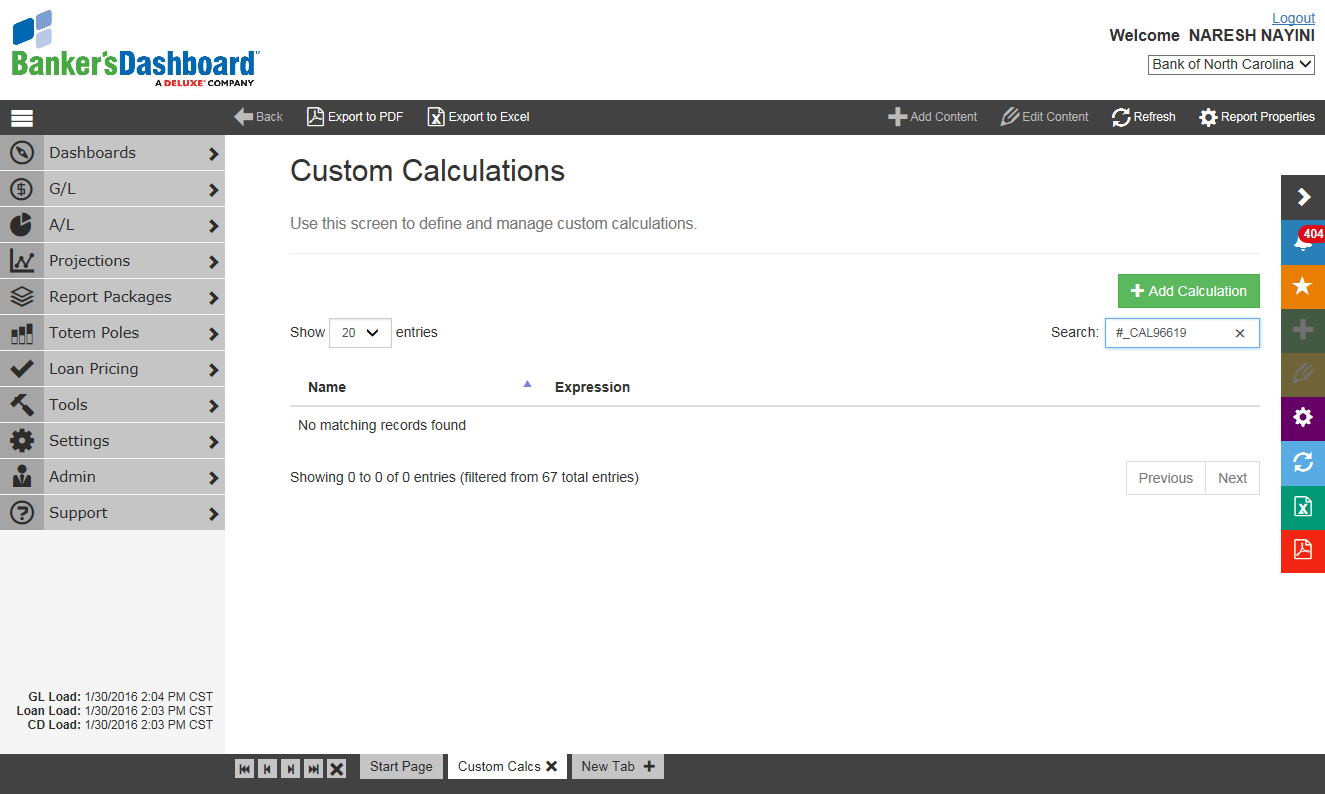 Banker'sDashboard
A DELUXE COMPANY
Logout
Welcome NARESH NAYINI
Bank of North Carolina
Back
Export to PDF
Export to Excel
Add Content
Edit Content
Refresh
Report Properties
Dashboards
G/L
A/L
Projections
Report Packages
Totem Poles
Loan Pricing
Tools
Settings
Admin
Support
GL Load: 1/30/2016 2:04 PM CST
Loan Load: 1/30/2016 2:03 PM CST
CD Load: 1/30/2016 2:03 PM CST
Custom Calculations
Use this screen to define and manage custom calculations.
Add Calculation
Show 20 entries
Search: #_CAL96619
Name Expression
No matching records found
Showing 0 to 0 of 0 entries (filtered from 67 total entries)
Previous Next
404
Start Page
Custom Calcs
New Tab